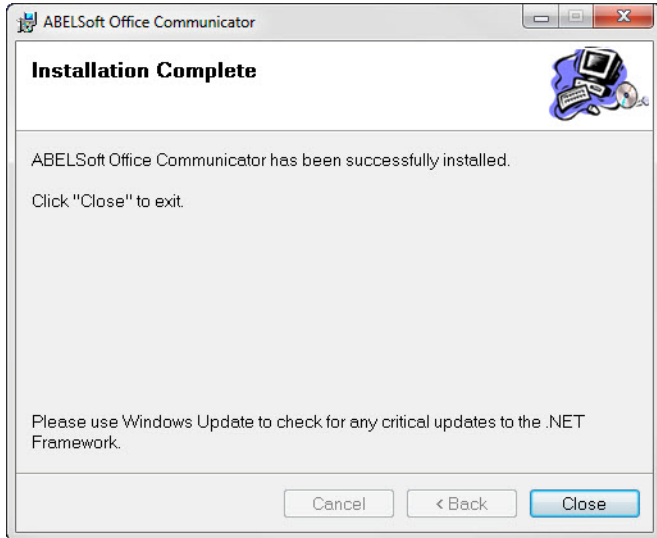 ABELSoft Office Communicator
Installation Complete
ABELSoft Office Communicator has been successfully installed.
Click "Close" to exit.
Please use Windows Update to check for any critical updates to the .NET
Framework.
Cancel
< Back
Close